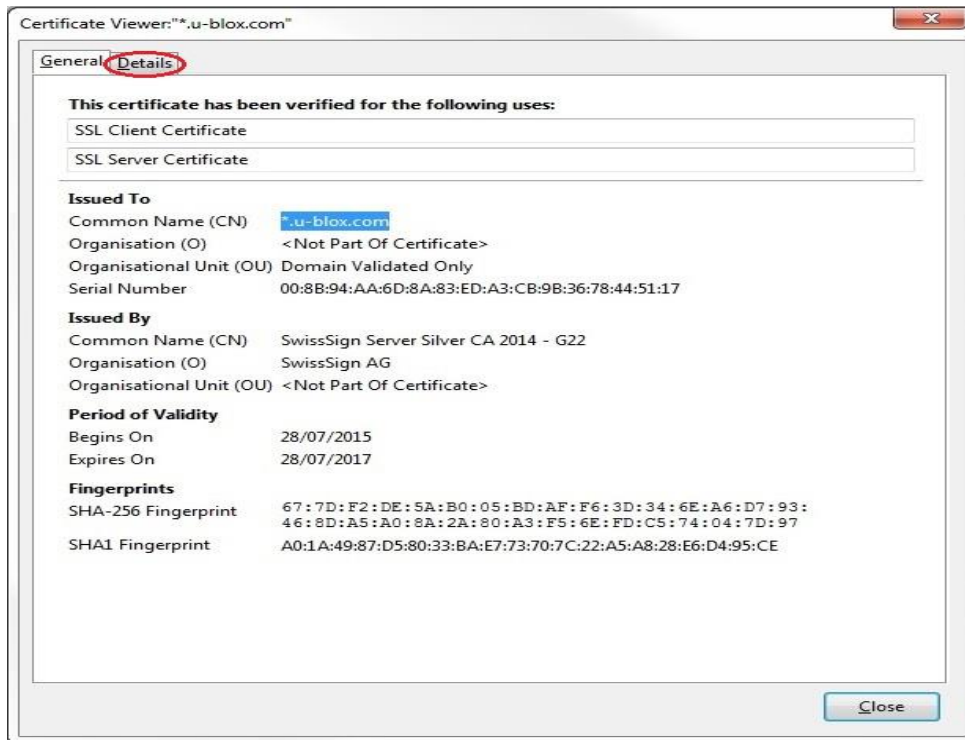 Certificate Viewer:"*.u-blox.com"
General Details
This certificate has been verified for the following uses:
SSL Client Certificate
SSL Server Certificate
Issued To
Common Name (CN) *.u-blox.com
Organisation (O) <Not Part Of Certificate>
Organisational Unit (OU) Domain Validated Only
Serial Number 00:8B:94:AA:6D:8A:83:ED:A3:CB:9B:36:78:44:51:17
Issued By
Common Name (CN) SwissSign Server Silver CA 2014 - G22
Organisation (O) SwissSign AG
Organisational Unit (OU) <Not Part Of Certificate>
Period of Validity
Begins On 28/07/2015
Expires On 28/07/2017
Fingerprints
SHA-256 Fingerprint 67:7D:F2:DE:5A:B0:05:BD:AF:F6:3D:34:6E:A6:D7:93:
46:8D:A5:A0:8A:2A:80:A3:F5:6E:FD:C5:74:04:7D:97
SHA1 Fingerprint A0:1A:49:87:D5:80:33:BA:E7:73:70:7C:22:A5:A8:28:E6:D4:95:CE
Close